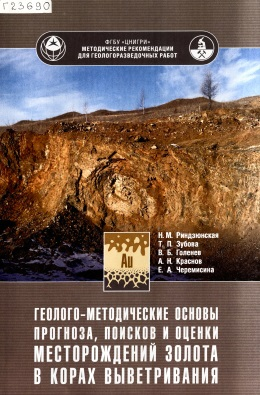 Г23690
ФГБУ «ЦНИГРИ»
МЕТОДИЧЕСКИЕ РЕКОМЕНДАЦИИ
ДЛЯ ГЕОЛОГОРАЗВЕДОЧНЫХ РАБОТ
Н. М. Риндзюнская
Т. П. Зубова
В. Б. Голенев
А. Н. Краснов
Е. А. Черемисина
Au
ГЕОЛОГО-МЕТОДИЧЕСКИЕ ОСНОВЫ
ПРОГНОЗА, ПОИСКОВ И ОЦЕНКИ
МЕСТОРОЖДЕНИЙ ЗОЛОТА
В КОРАХ ВЫВЕТРИВАНИЯ